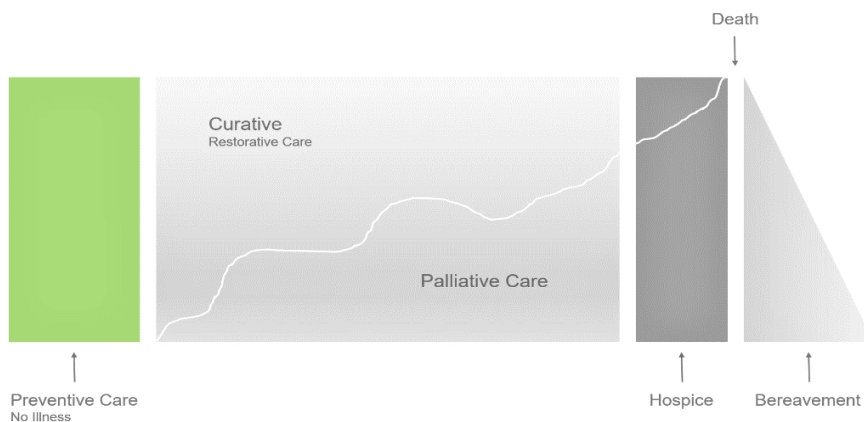 Death
Curative
Restorative Care
Palliative Care
Preventive Care
No Illness
Hospice
Bereavement